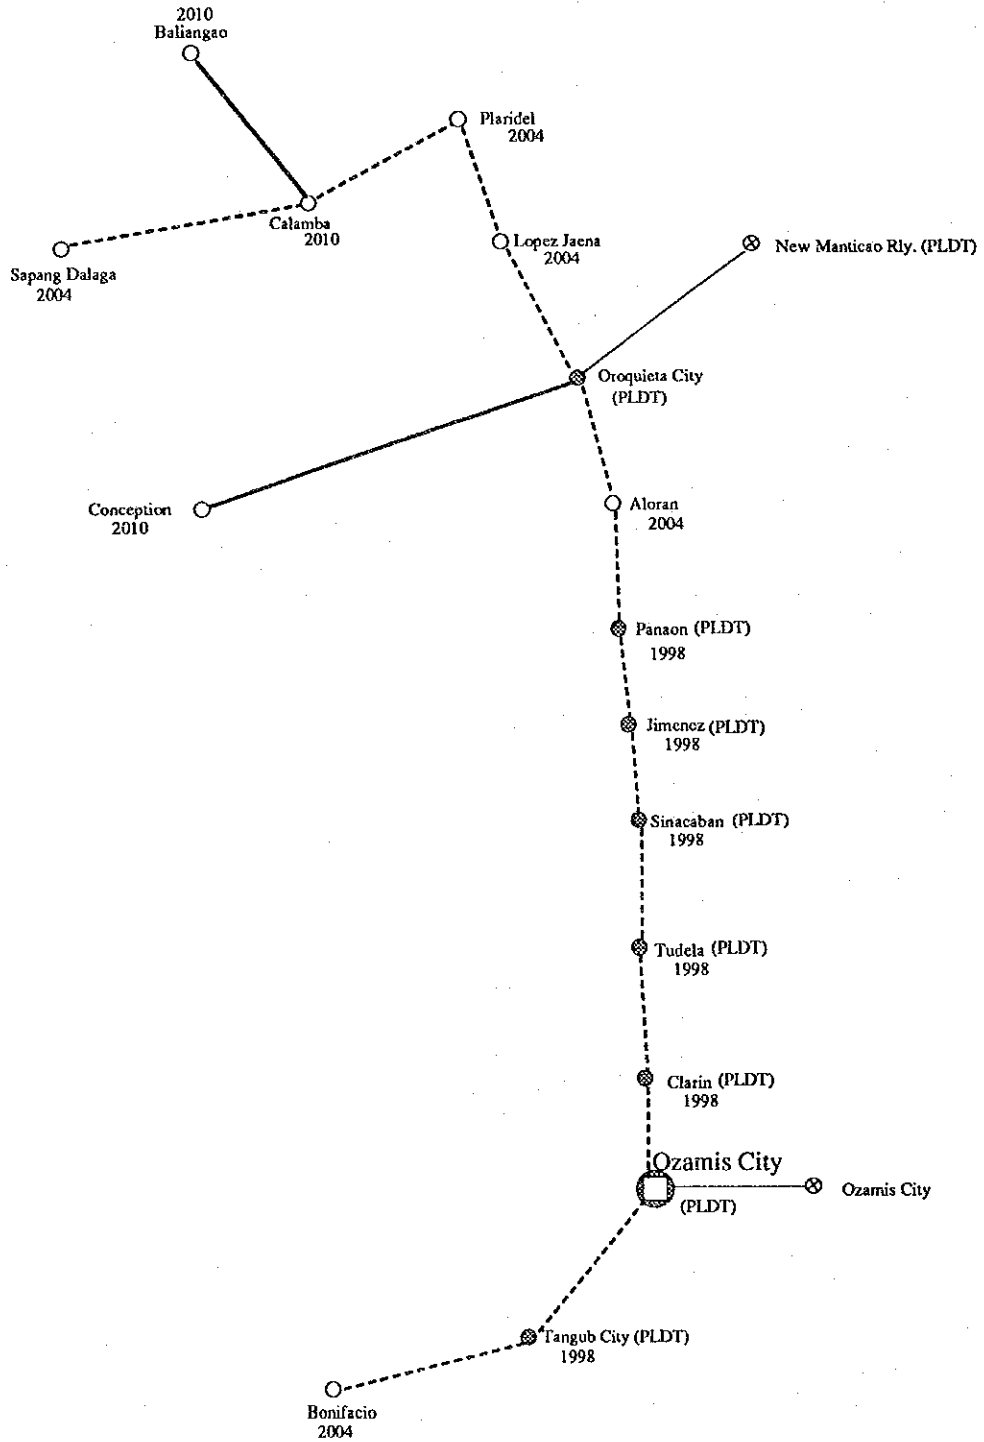 2010
Baliangao
Plaridel
2004
Calamba
2010
Lopez Jaena
2004
New Manticao Rly. (PLDT)
Sapang Dalaga
2004
Oroquieta City
(PLDT)
Conception
2010
Aloran
2004
Panaon (PLDT)
1998
Jimenez (PLDT)
1998
Sinacaban (PLDT)
1998
Tudela (PLDT)
1998
Clarin (PLDT)
1998
Ozamis City
(PLDT)
Ozamis City
Tangub City (PLDT)
1998
Bonifacio
2004